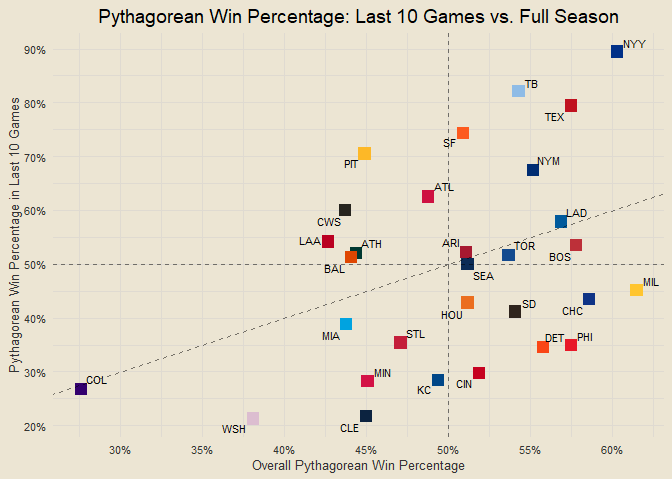 Pythagorean Win Percentage: Last 10 Games vs. Full Season
Pythagorean Win Percentage in Last 10 Games
90%
80%
70%
60%
50%
40%
30%
20%
NYY
TB
TEX
SF
PIT
NYM
ATL
CWS
LAD
LAA
ATH
ARI
TOR
BOS
BAL
SEA
MIL
HOU
SD
CHC
MIA
STL
DET
PHI
MIN
KC
CIN
COL
WSH
CLE
30%
35%
40%
45%
50%
55%
60%
Overall Pythagorean Win Percentage